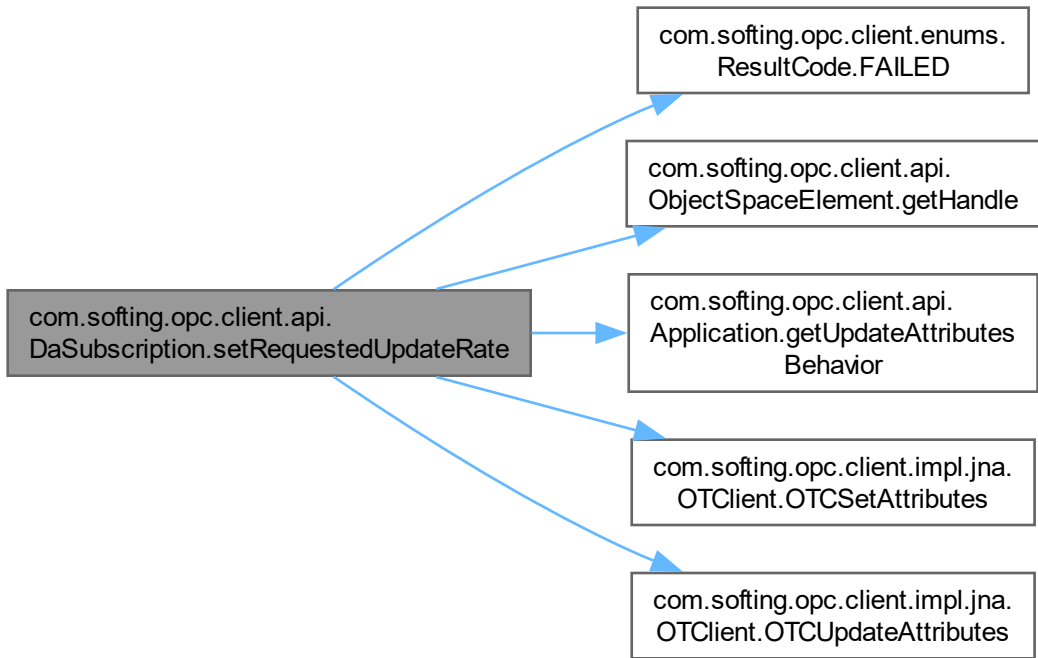 com.softing.opc.client.enums.
ResultCode.FAILED
com.softing.opc.client.api.
ObjectSpaceElement.getHandle
com.softing.opc.client.api.
DaSubscription.setRequestedUpdateRate
com.softing.opc.client.api.
Application.getUpdateAttributes
Behavior
com.softing.opc.client.impl.jna.
OTClient.OTCSetAttributes
com.softing.opc.client.impl.jna.
OTClient.OTCUpdateAttributes